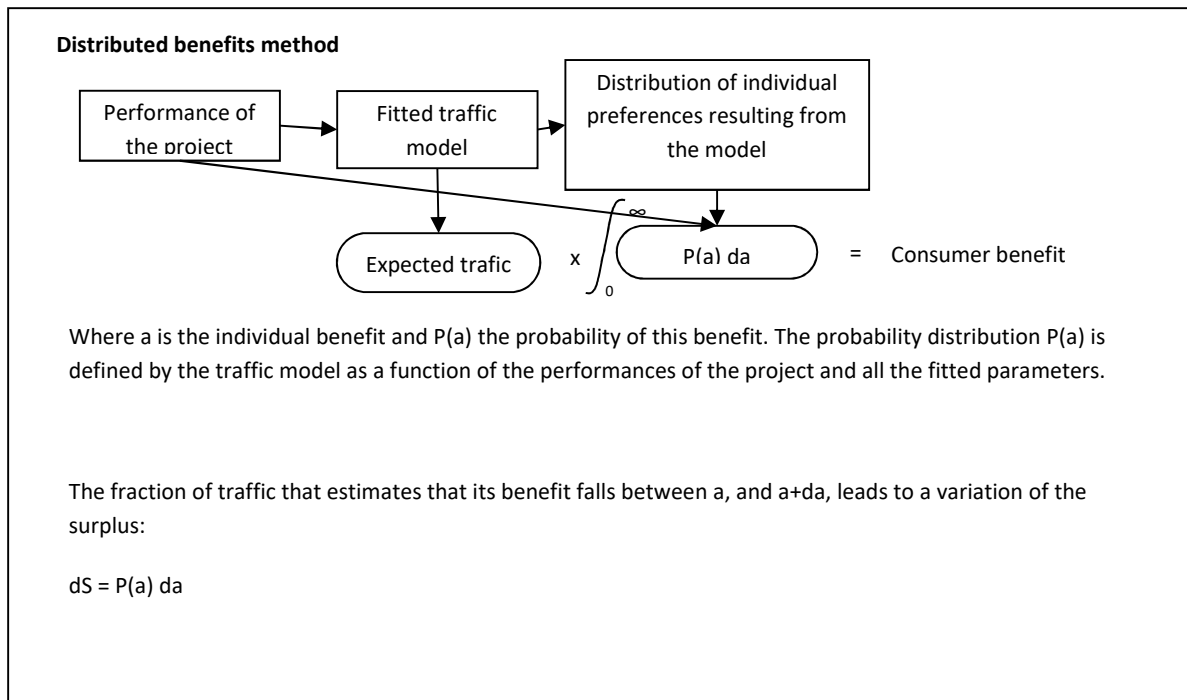 Distributed benefits method
Performance of
the project
Fitted traffic
model
Distribution of individual
preferences resulting from
the model
Expected trafic
x
∫
∞
0
P(a) da
=
Consumer benefit
Where a is the individual benefit and P(a) the probability of this benefit. The probability distribution P(a) is
defined by the traffic model as a function of the performances of the project and all the fitted parameters.
The fraction of traffic that estimates that its benefit falls between a, and a+da, leads to a variation of the
surplus:
dS = P(a) da